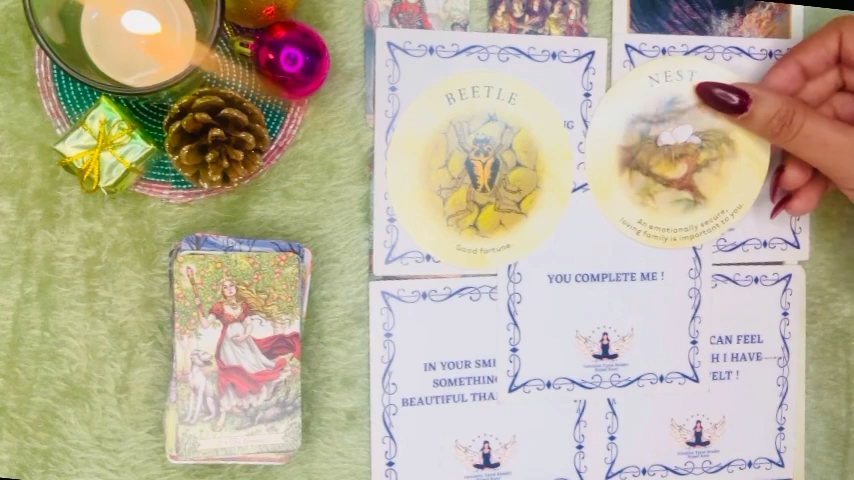 BEETLE
Good fortune
NEST
An emotionally secure,
loving family is important to you.
YOU COMPLETE ME !
IN YOUR SMI
SOMETHING
BEAUTIFUL THA
CAN FEEL
H I HAVE
ELT !